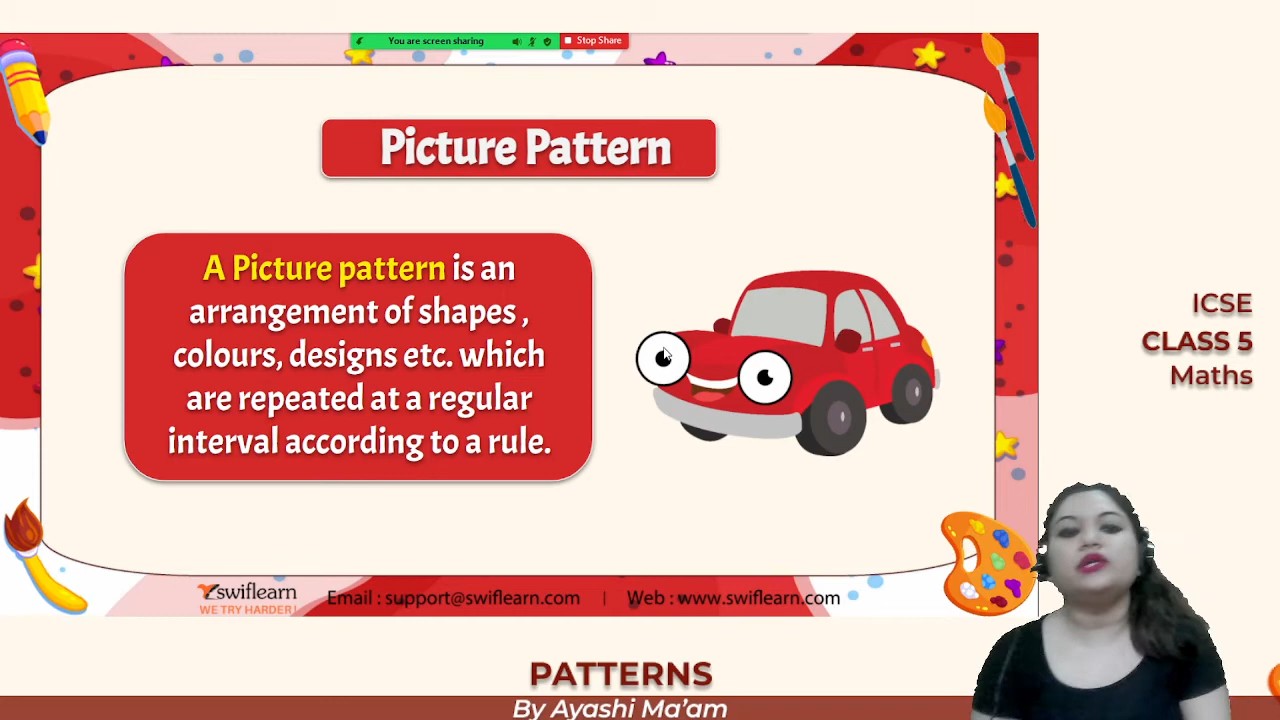 You are screen sharing
Stop Share
Picture Pattern
A Picture pattern is an
arrangement of shapes ,
colours, designs etc. which
are repeated at a regular
interval according to a rule.
ICSE
CLASS 5
Maths
swiflearn
WE TRY HARDER!
Email : support@swiflearn.com | Web : www.swiflearn.com
PATTERNS
By Ayashi Ma'am